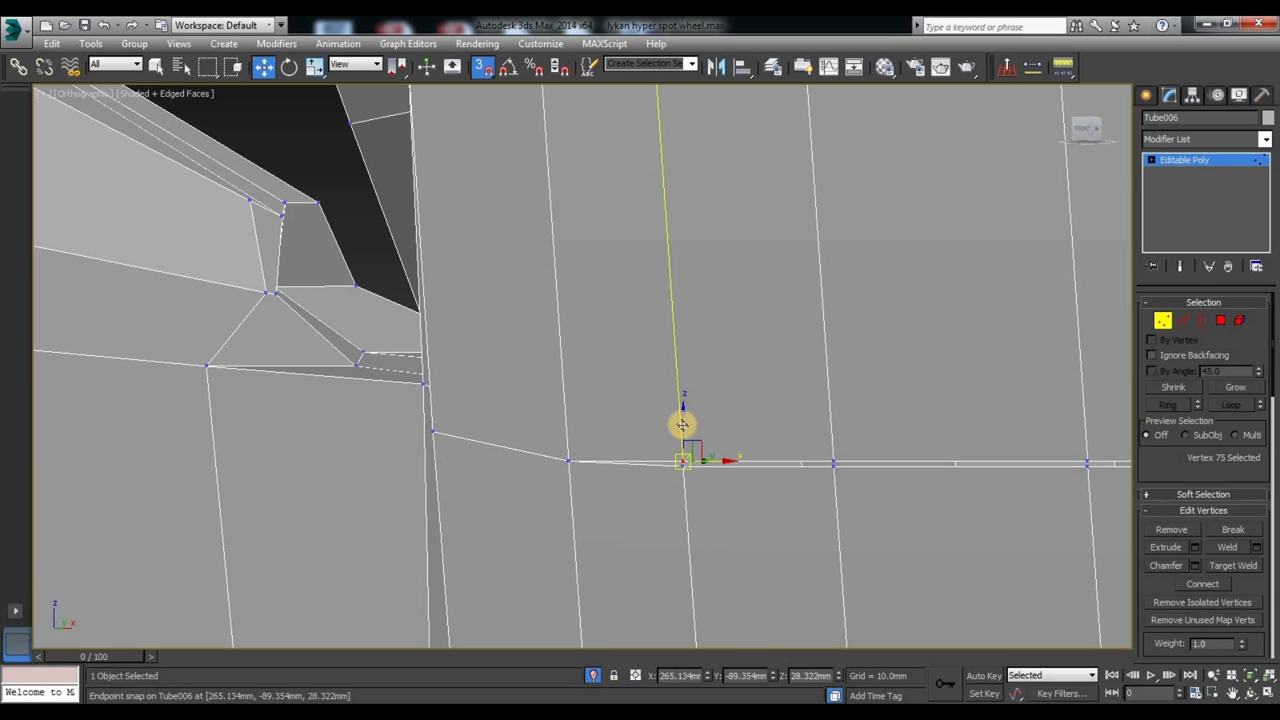 Workspace: Default
Autodesk 3ds Max 2014 x64
lykan hyper spot wheel.max
Type a keyword or phrase
Edit Tools Group Views Create Modifiers Animation Graph Editors Rendering Customize MAXScript Help
All
View
3
Create Selection Se
[+] [Orthographic] [Shaded + Edged Faces]
FRONT
Tube006
Modifier List
Editable Poly
Selection
By Vertex
Ignore Backfacing
By Angle: 45.0
Shrink Grow
Ring Loop
Preview Selection
Off SubObj Multi
Vertex 75 Selected
Soft Selection
Edit Vertices
Remove Break
Extrude Weld
Chamfer Target Weld
Connect
Remove Isolated Vertices
Remove Unused Map Verts
Weight: 1.0
z
y x
z
y x
0 / 100
1 Object Selected
X: 265.134mm Y: -89.354mm Z: 28.322mm Grid = 10.0mm
Auto Key Selected
Welcome to M
Endpoint snap on Tube006 at [265.134mm, -89.354mm, 28.322mm]
Add Time Tag
Set Key Key Filters... 0